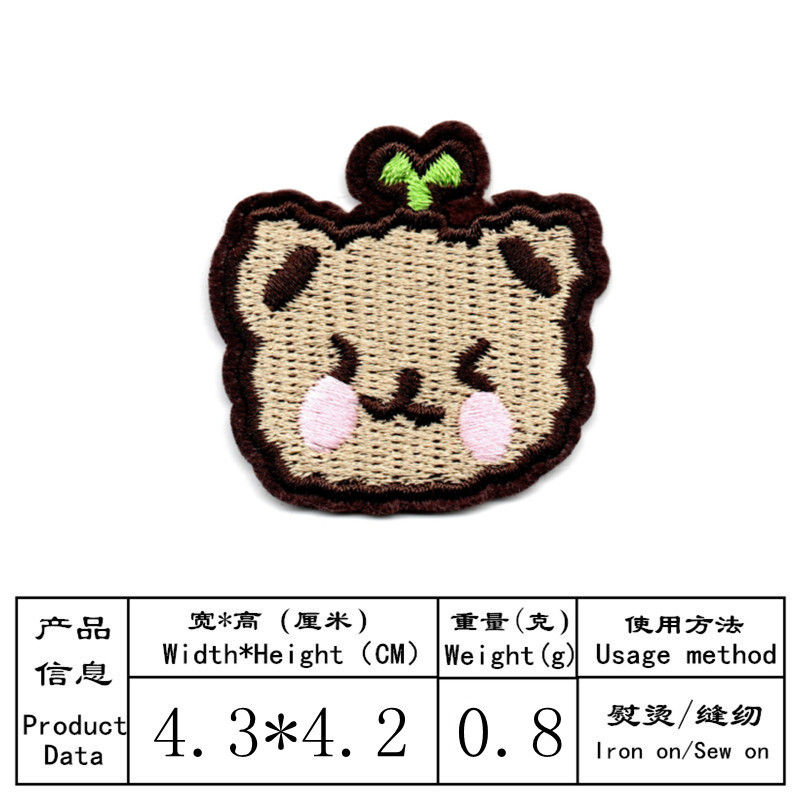 产品
信息
Product
Data
宽*高 (厘米)
Width*Height (CM)
重量(克)
Weight(g)
使用方法
Usage method
4.3*4.2
0.8
熨烫/缝纫
Iron on/Sew on